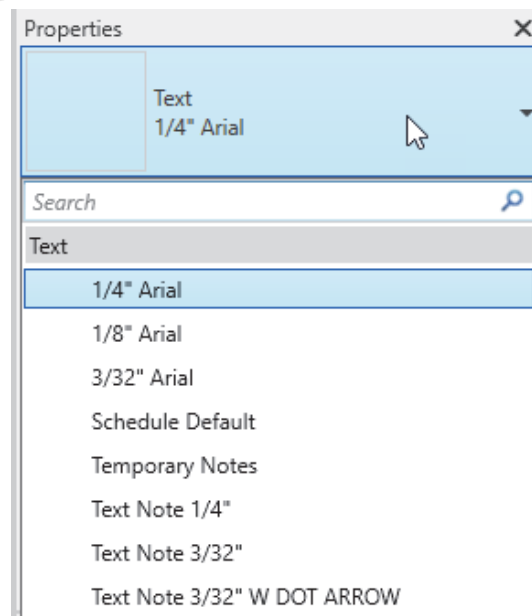 Properties
Text
1/4" Arial
Search
Text
1/4" Arial
1/8" Arial
3/32" Arial
Schedule Default
Temporary Notes
Text Note 1/4"
Text Note 3/32"
Text Note 3/32" W DOT ARROW